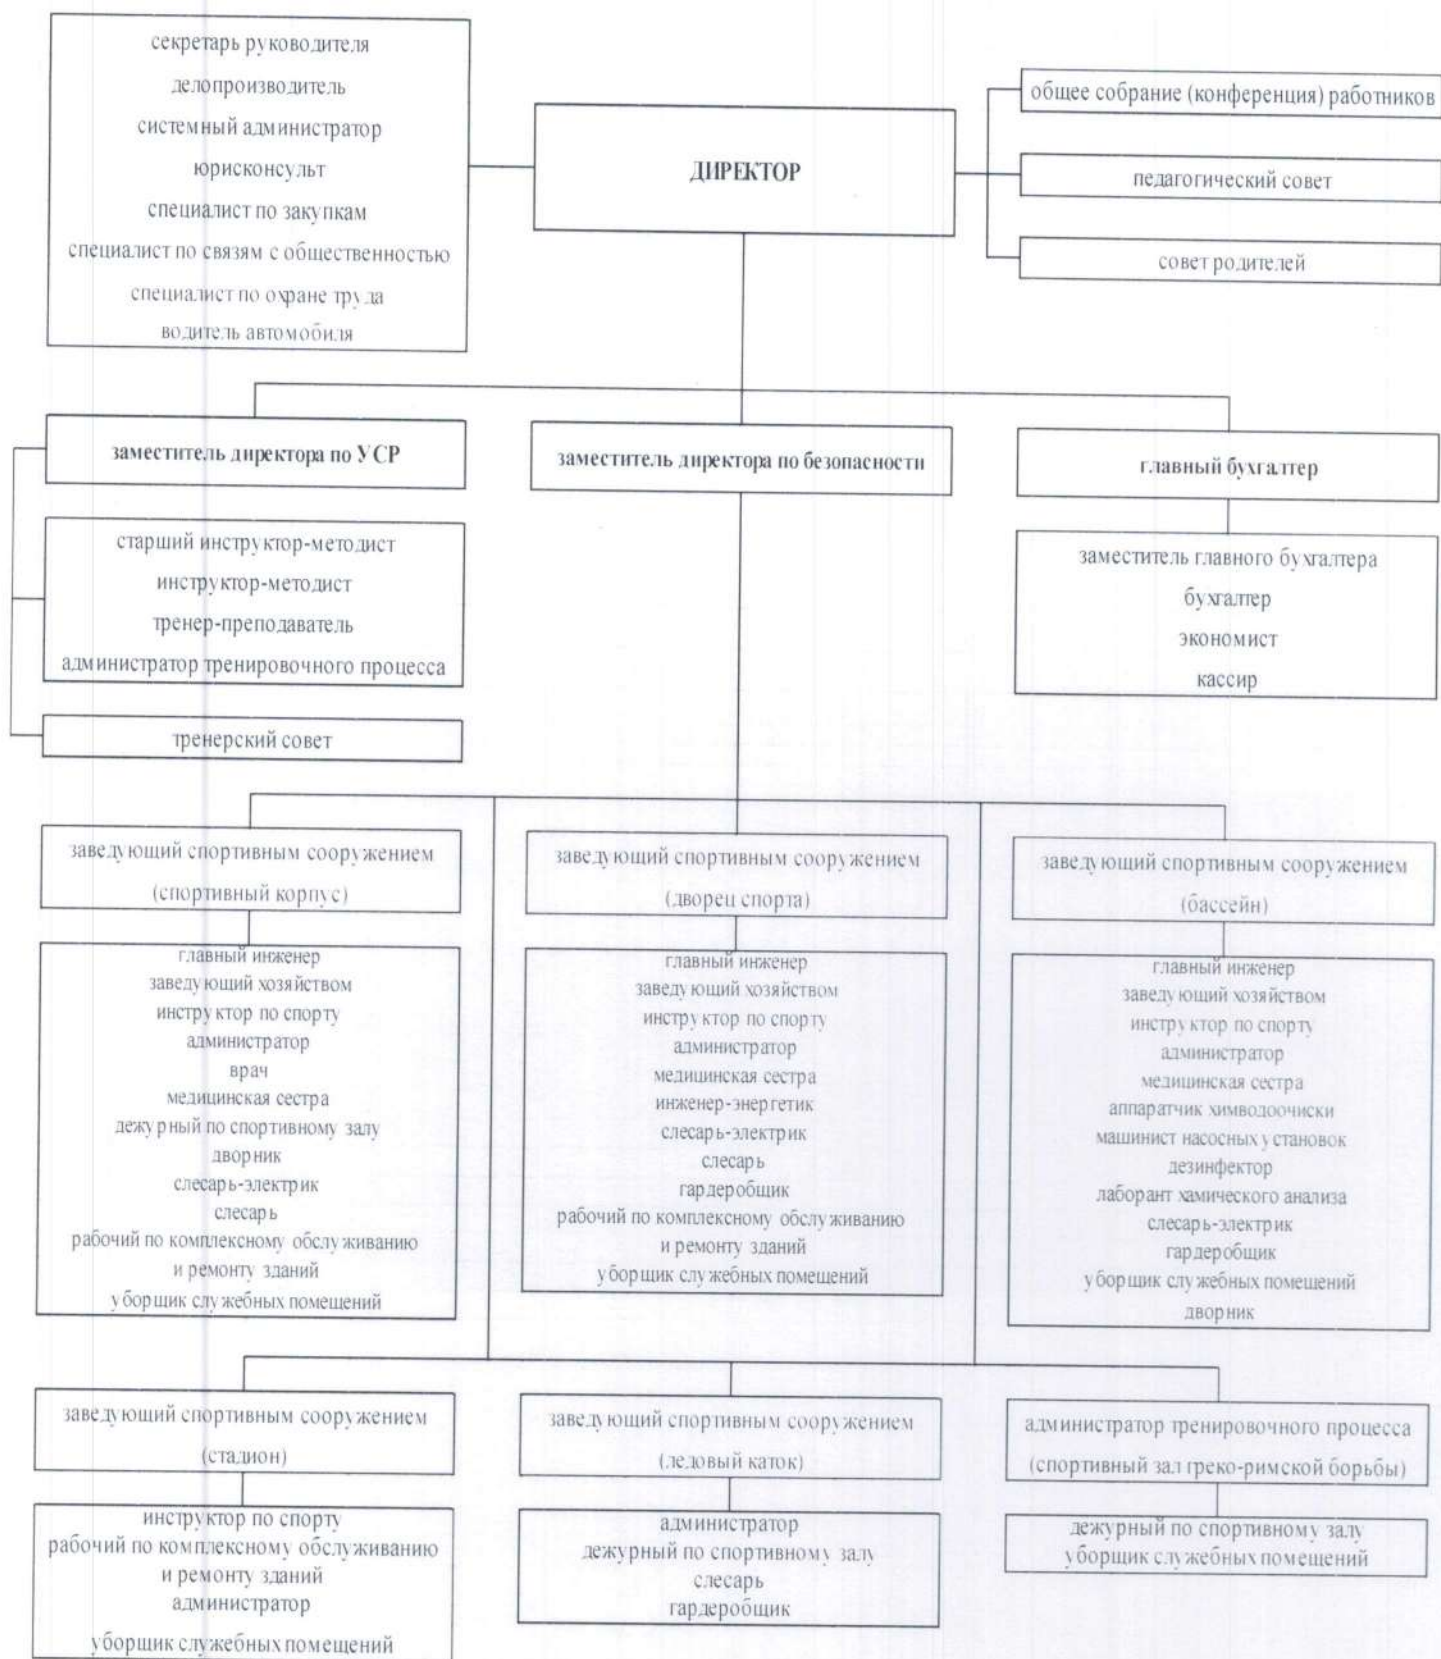 секретарь руководителя
делопроизводитель
системный администратор
юрисконсульт
специалист по закупкам
специалист по связям с общественностью
специалист по охране труда
водитель автомобиля
ДИРЕКТОР
общее собрание (конференция) работников
педагогический совет
совет родителей
заместитель директора по УСР
заместитель директора по безопасности
главный бухгалтер
старший инструктор-методист
инструктор-методист
тренер-преподаватель
администратор тренировочного процесса
тренерский совет
заместитель главного бухгалтера
бухгалтер
экономист
кассир
заведующий спортивным сооружением
(спортивный корпус)
главный инженер
заведующий хозяйством
инструктор по спорту
администратор
врач
медицинская сестра
дежурный по спортивному залу
дворник
слесарь-электрик
слесарь
рабочий по комплексному обслуживанию
и ремонту зданий
уборщик служебных помещений
заведующий спортивным сооружением
(дворец спорта)
главный инженер
заведующий хозяйством
инструктор по спорту
администратор
медицинская сестра
инженер-энергетик
слесарь-электрик
слесарь
гардеробщик
рабочий по комплексному обслуживанию
и ремонту зданий
уборщик служебных помещений
заведующий спортивным сооружением
(бассейн)
главный инженер
заведующий хозяйством
инструктор по спорту
администратор
медицинская сестра
аппаратчик химводоочиски
машинист насосных установок
дезинфектор
лаборант хамического анализа
слесарь-электрик
гардеробщик
уборщик служебных помещений
дворник
заведующий спортивным сооружением
(стадион)
инструктор по спорту
рабочий по комплексному обслуживанию
и ремонту зданий
администратор
уборщик служебных помещений
заведующий спортивным сооружением
(ледовый каток)
администратор
дежурный по спортивному залу
слесарь
гардеробщик
администратор тренировочного процесса
(спортивный зал греко-римской борьбы)
дежурный по спортивному залу
уборщик служебных помещений